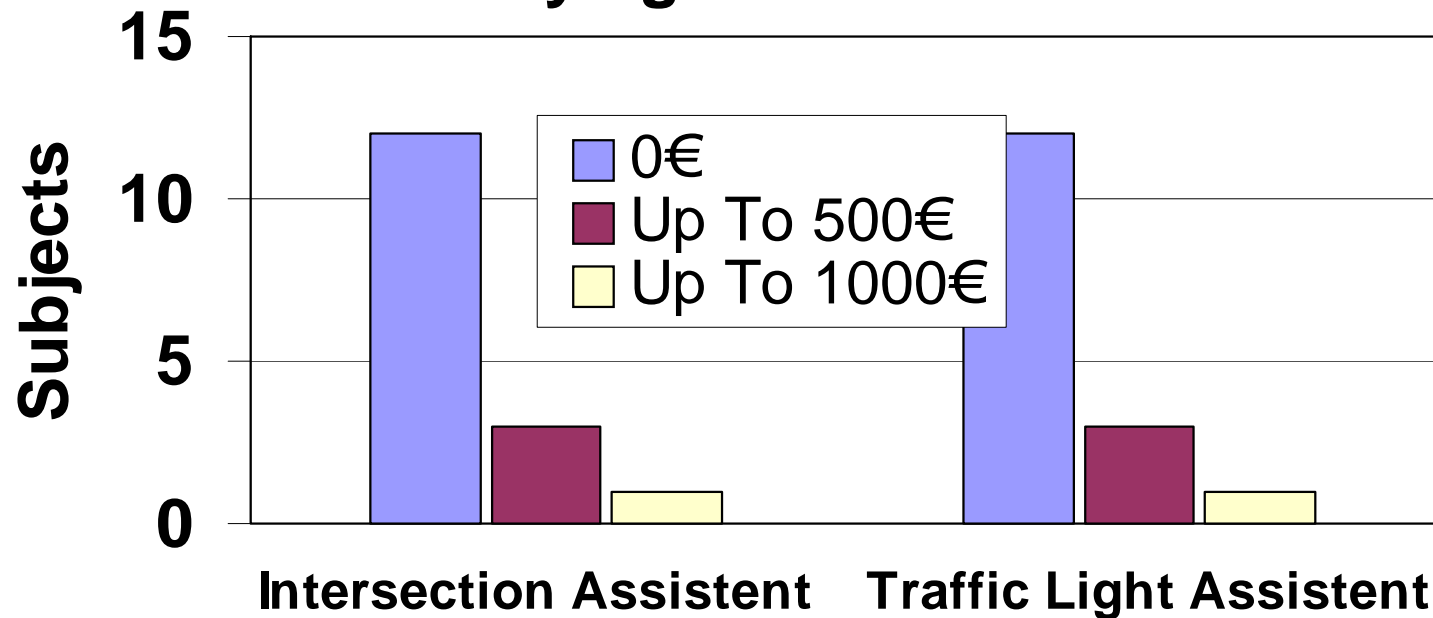 15
10
5
0
Subjects
0€
Up To 500€
Up To 1000€
Intersection Assistent
Traffic Light Assistent